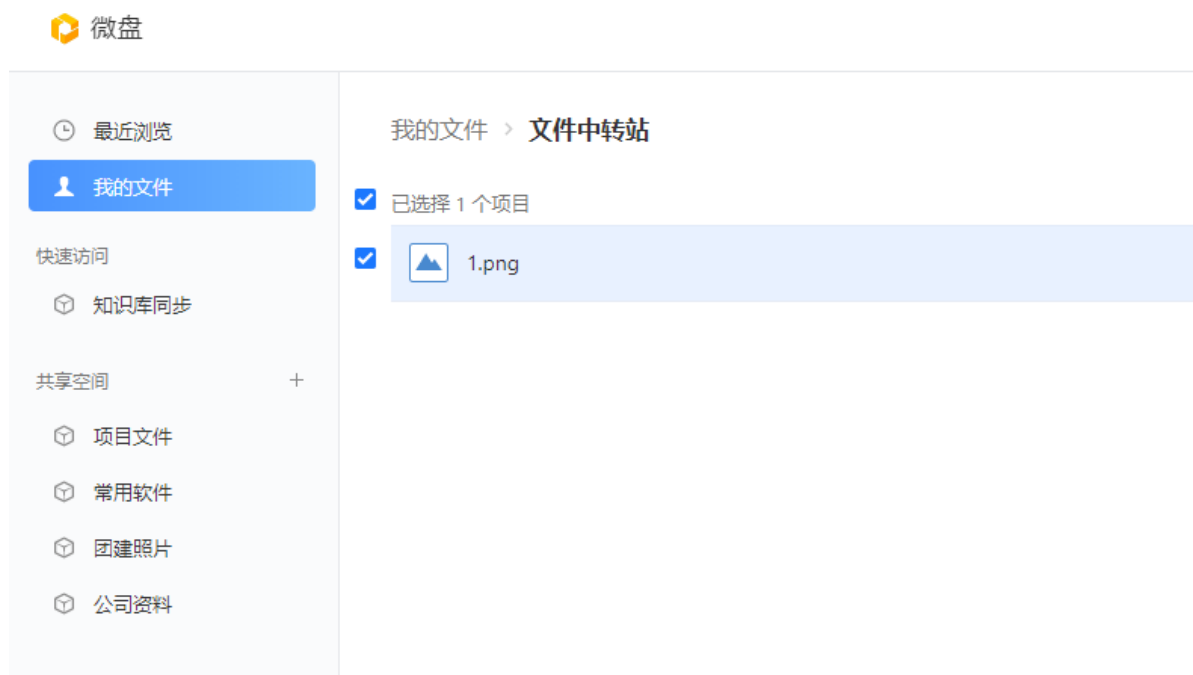 微盘
最近浏览
我的文件
快速访问
知识库同步
共享空间 +
项目文件
常用软件
团建照片
公司资料
我的文件 > 文件中转站
已选择 1 个项目
1.png